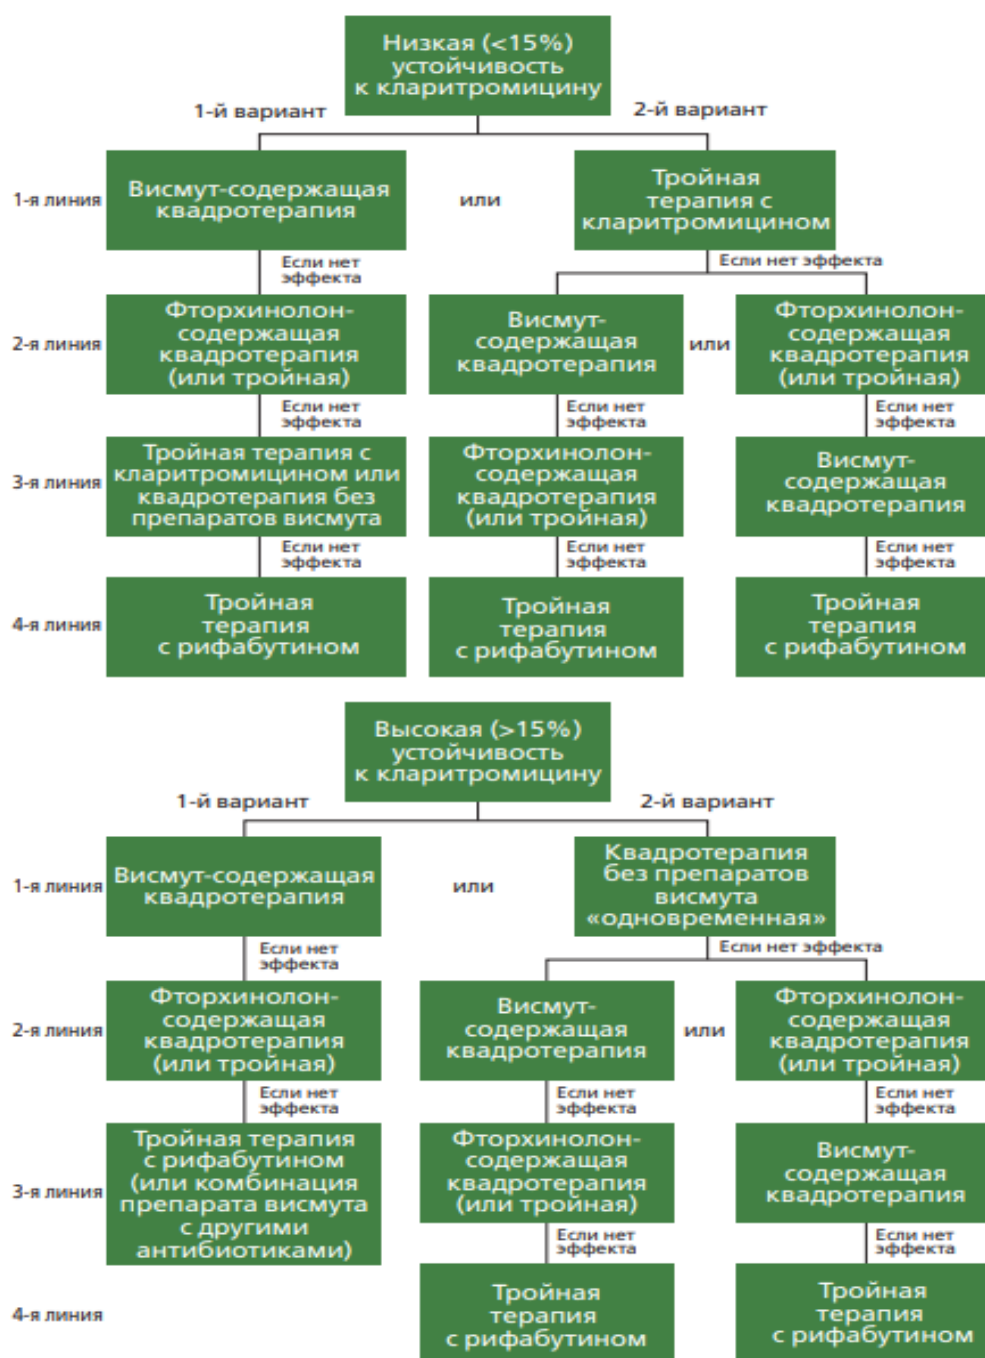 Низкая (<15%)
устойчивость
к кларитромицину
1-й вариант
2-й вариант
1-я линия
Висмут-содержащая
квадротерапия
или
Тройная
терапия с
кларитромицином
Если нет
эффекта
Если нет эффекта
2-я линия
Фторхинолон-
содержащая
квадротерапия
(или тройная)
Висмут-
содержащая
квадротерапия
или
Фторхинолон-
содержащая
квадротерапия
(или тройная)
Если нет
эффекта
Если нет
эффекта
Если нет
эффекта
3-я линия
Тройная терапия с
кларитромицином или
квадротерапия без
препаратов висмута
Фторхинолон-
содержащая
квадротерапия
(или тройная)
Висмут-
содержащая
квадротерапия
Если нет
эффекта
Если нет
эффекта
Если нет
эффекта
4-я линия
Тройная
терапия
с рифабутином
Тройная
терапия
с рифабутином
Тройная
терапия
с рифабутином
Высокая (>15%)
устойчивость
к кларитромицину
1-й вариант
2-й вариант
1-я линия
Висмут-содержащая
квадротерапия
или
Квадротерапия
без препаратов
висмута
«одновременная»
Если нет
эффекта
Если нет эффекта
2-я линия
Фторхинолон-
содержащая
квадротерапия
(или тройная)
Висмут-
содержащая
квадротерапия
или
Фторхинолон-
содержащая
квадротерапия
(или тройная)
Если нет
эффекта
Если нет
эффекта
Если нет
эффекта
3-я линия
Тройная терапия
с рифабутином
(или комбинация
препарата висмута
с другими
антибиотиками)
Фторхинолон-
содержащая
квадротерапия
(или тройная)
Висмут-
содержащая
квадротерапия
Если нет
эффекта
Если нет
эффекта
4-я линия
Тройная
терапия
с рифабутином
Тройная
терапия
с рифабутином